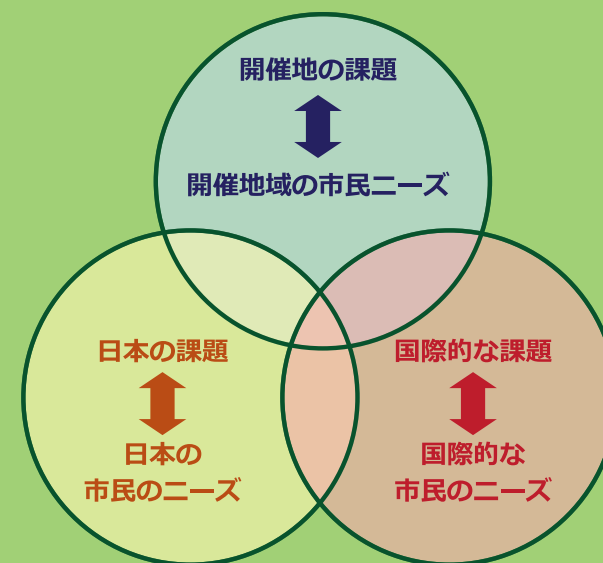 開催地の課題
開催地域の市民ニーズ
日本の課題
日本の
市民のニーズ
国際的な課題
国際的な
市民のニーズ